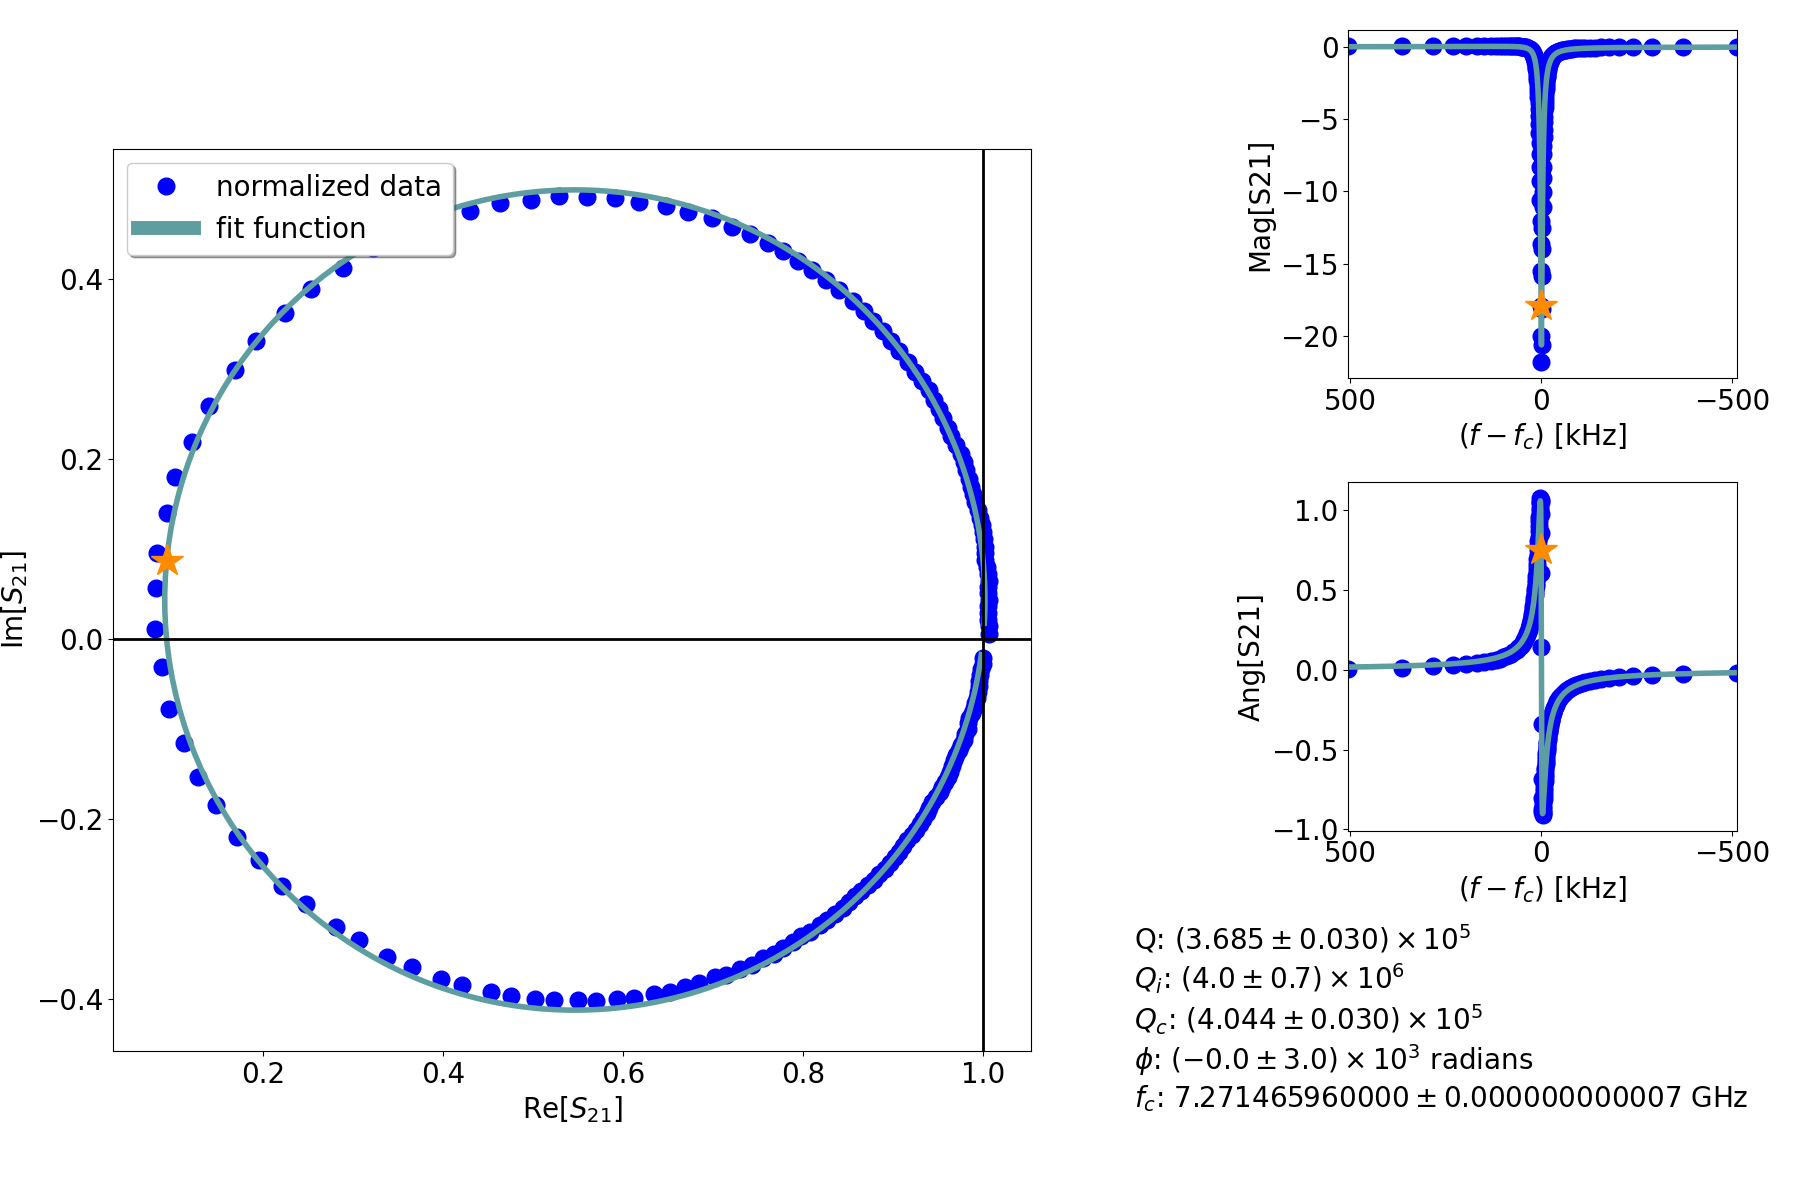 normalized data
fit function
0.4
0.2
0.0
−0.2
−0.4
Im[S21]
0.2 0.4 0.6 0.8 1.0
Re[S21]
0
−5
−10
−15
−20
Mag[S21]
500 0 −500
(f − fc) [kHz]
1.0
0.5
0.0
−0.5
−1.0
Ang[S21]
500 0 −500
(f − fc) [kHz]
Q: (3.685 ± 0.030) × 10^5
Qi: (4.0 ± 0.7) × 10^6
Qc: (4.044 ± 0.030) × 10^5
ϕ: (−0.0 ± 3.0) × 10^3 radians
fc: 7.271465960000 ± 0.000000000007 GHz